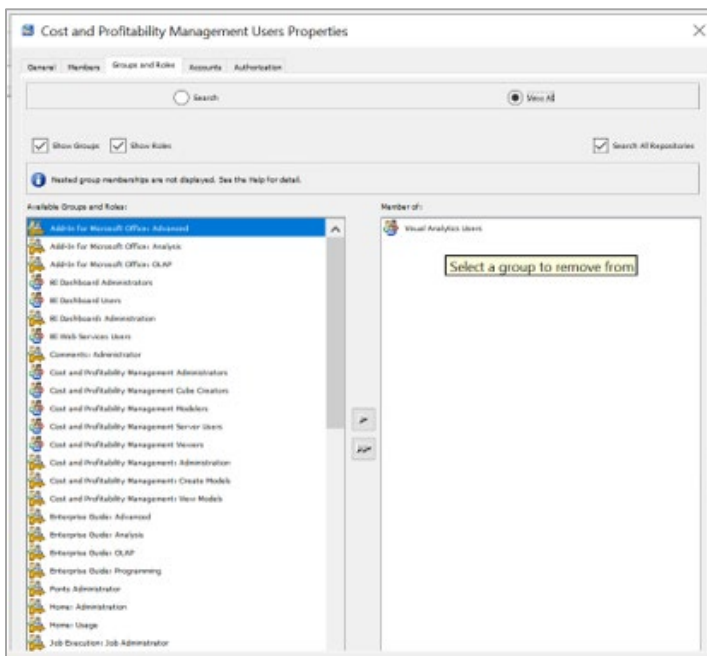 Cost and Profitability Management Users Properties
General Members Groups and Roles Accounts Authorization
Search View All
Show Groups Show Roles Search All Repositories
Nested group memberships are not displayed. See the Help for detail.
Available Groups and Roles: Member of:
Add-In for Microsoft Office: Advanced Visual Analytics Users
Add-In for Microsoft Office: Analysis
Add-In for Microsoft Office: OLAP
Select a group to remove from
BI Dashboard Administrators
BI Dashboard Users
BI Dashboard: Administration
BI Web Services Users
Comments: Administrator
Cost and Profitability Management Administrators
Cost and Profitability Management Cube Creators
Cost and Profitability Management Modelers
Cost and Profitability Management Server Users
Cost and Profitability Management Viewers
Cost and Profitability Management: Administration
Cost and Profitability Management: Create Models
Cost and Profitability Management: View Models
Enterprise Guide: Advanced
Enterprise Guide: Analysis
Enterprise Guide: OLAP
Enterprise Guide: Programming
Ponts Administrator
Home: Administration
Home: Usage
Job Execution: Job Administrator